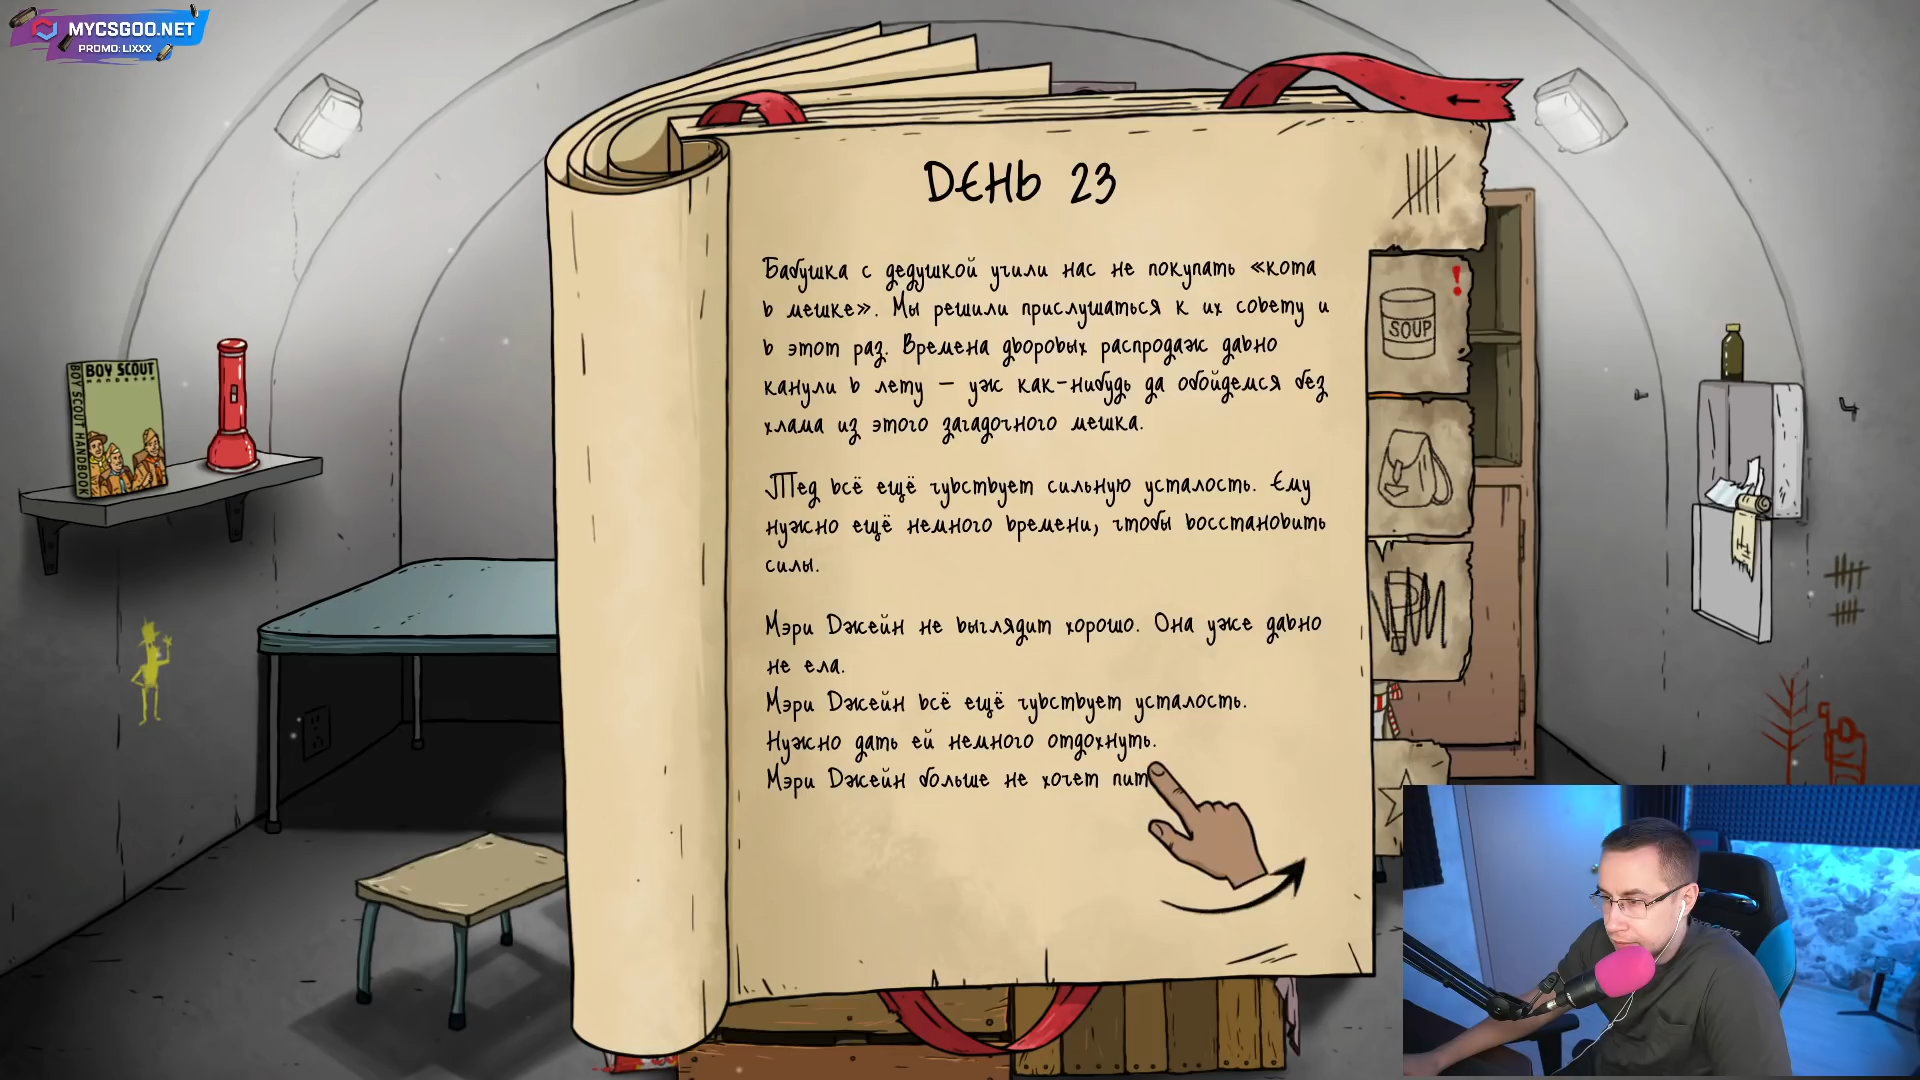 MYCSGOO.NET
PROMO: LIXXX
BOY SCOUT
HANDBOOK
BOY SCOUT HANDBOOK
ДЕНЬ 23
Бабушка с дедушкой учили нас не покупать «кота
в мешке». Мы решили прислушаться к их совету и
в этот раз. Времена дворовых распродаж давно
канули в лету — уж как-нибудь да обойдемся без
хлама из этого загадочного мешка.
Тед всё ещё чувствует сильную усталость. Ему
нужно ещё немного времени, чтобы восстановить
силы.
Мэри Джейн не выглядит хорошо. Она уже давно
не ела.
Мэри Джейн всё ещё чувствует усталость.
Нужно дать ей немного отдохнуть.
Мэри Джейн больше не хочет пит
!
SOUP